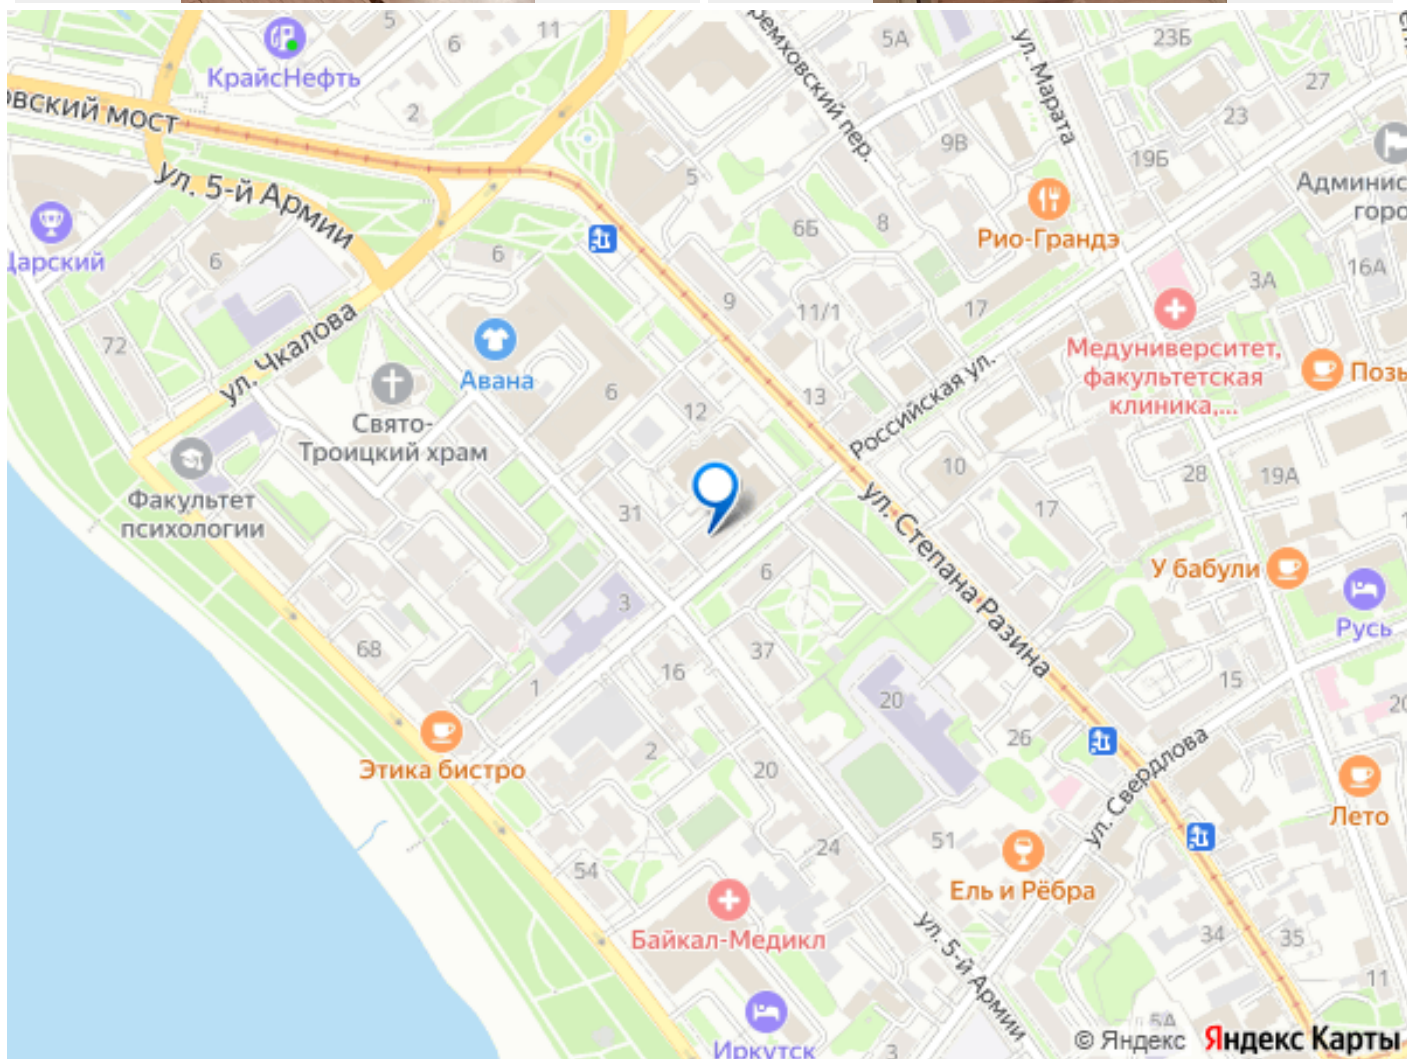 5
6
11
КрайсНефть
2
овский мост
ул. 5-й Армии
Царский
6
72
ул. Чкалова
6
Авана
Свято-
Троицкий храм
Факультет
психологии
ремховский пер.
5А
ул. Марата
23Б
27
23
9В
19Б
Админис
горо
5
6Б
8
Рио-Грандэ
16А
3А
9
11/1
17
Медуниверситет,
факультетская
клиника,...
Позы
6
12
13
Российская ул.
10
28
19А
31
17
ул. Степана Разина
У бабули
Русь
6
3
68
37
16
1
20
15
20
Этика бистро
2
20
26
ул. Свердлова
Лето
51
24
54
Ель и Рёбра
Байкал-Медикл
ул. 5-й Армии
34
35
11
Иркутск
3
5А
© Яндекс Яндекс Карты